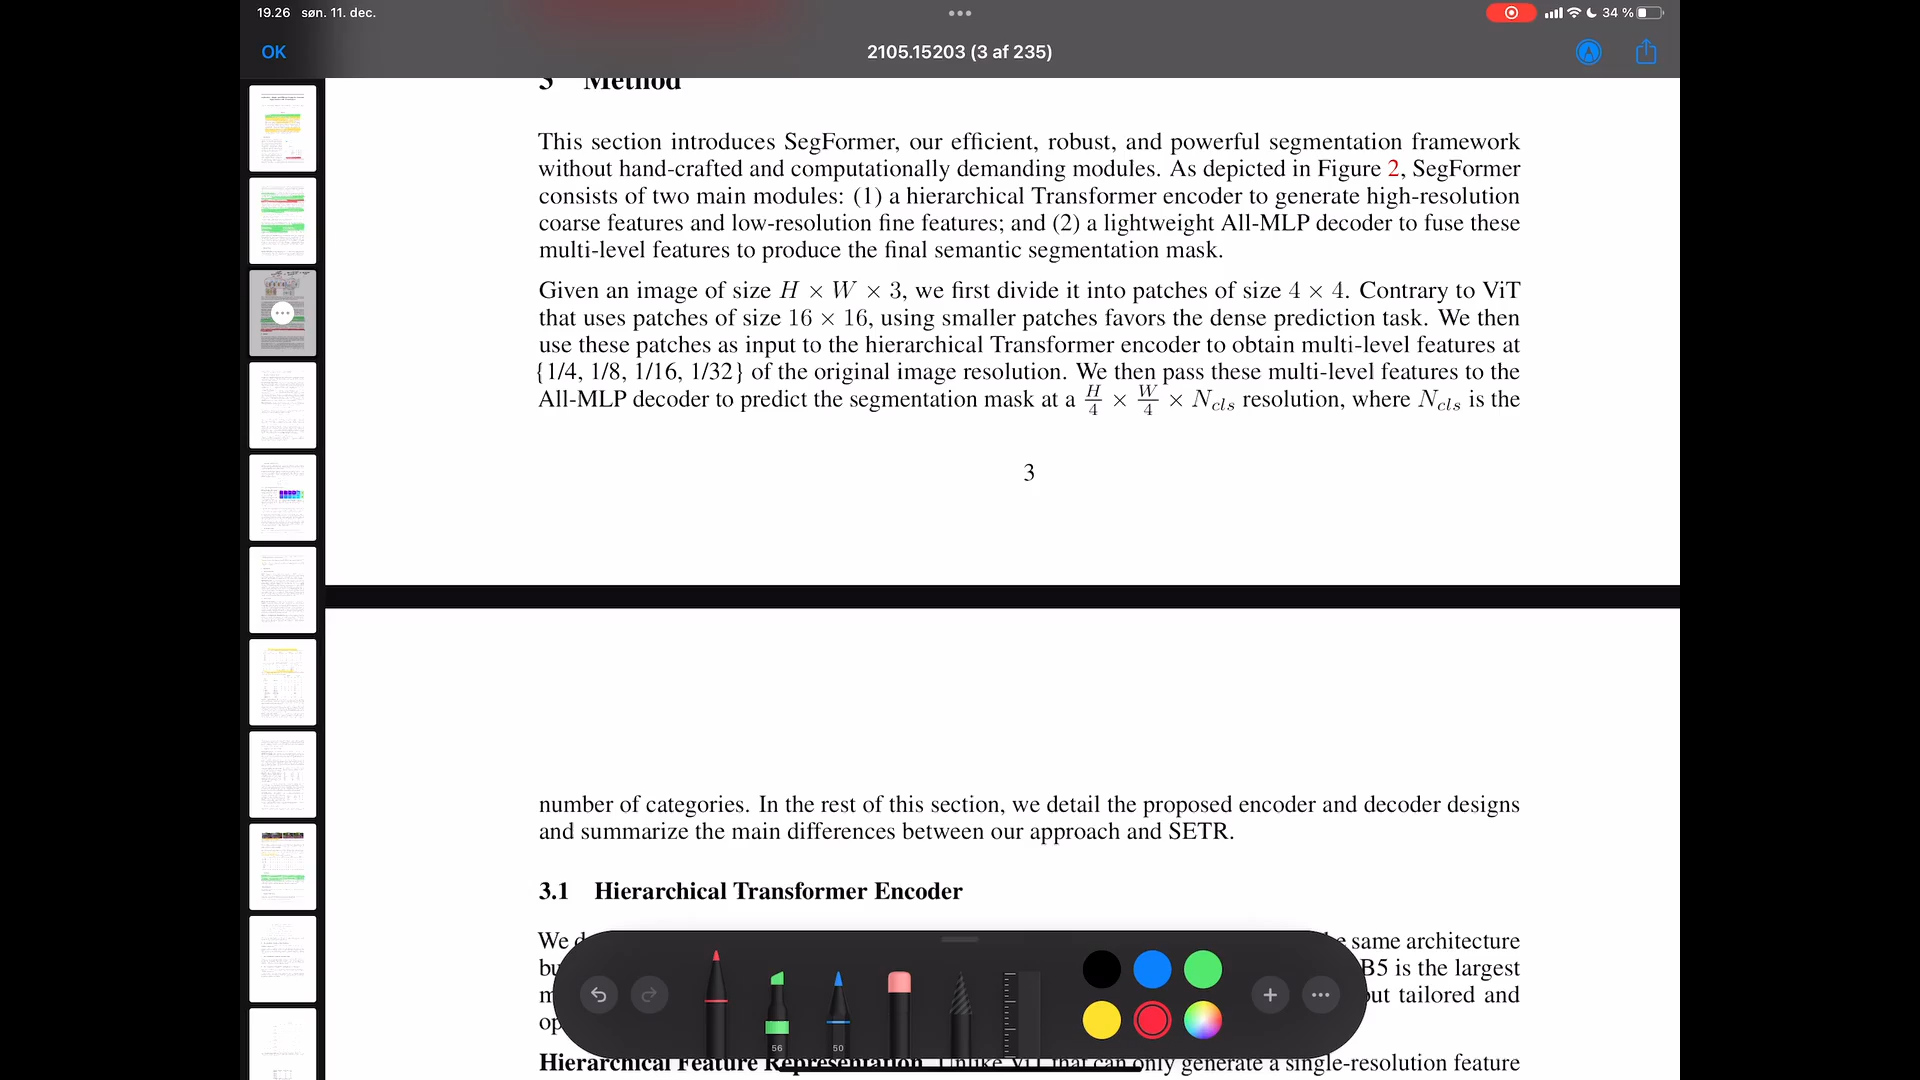 19.26 søn. 11. dec.
34 %
OK
2105.15203 (3 af 235)
3 Method
This section introduces SegFormer, our efficient, robust, and powerful segmentation framework
without hand-crafted and computationally demanding modules. As depicted in Figure 2, SegFormer
consists of two main modules: (1) a hierarchical Transformer encoder to generate high-resolution
coarse features and low-resolution fine features; and (2) a lightweight All-MLP decoder to fuse these
multi-level features to produce the final semantic segmentation mask.
Given an image of size H × W × 3, we first divide it into patches of size 4 × 4. Contrary to ViT
that uses patches of size 16 × 16, using smaller patches favors the dense prediction task. We then
use these patches as input to the hierarchical Transformer encoder to obtain multi-level features at
{1/4, 1/8, 1/16, 1/32} of the original image resolution. We then pass these multi-level features to the
All-MLP decoder to predict the segmentation mask at a H/4 × W/4 × N_cls resolution, where N_cls is the
3
number of categories. In the rest of this section, we detail the proposed encoder and decoder designs
and summarize the main differences between our approach and SETR.
3.1 Hierarchical Transformer Encoder
We same architecture
B5 is the largest
tailored and
56 50
Hierarchical Feature Representation. Unlike ViT that can only generate a single-resolution feature